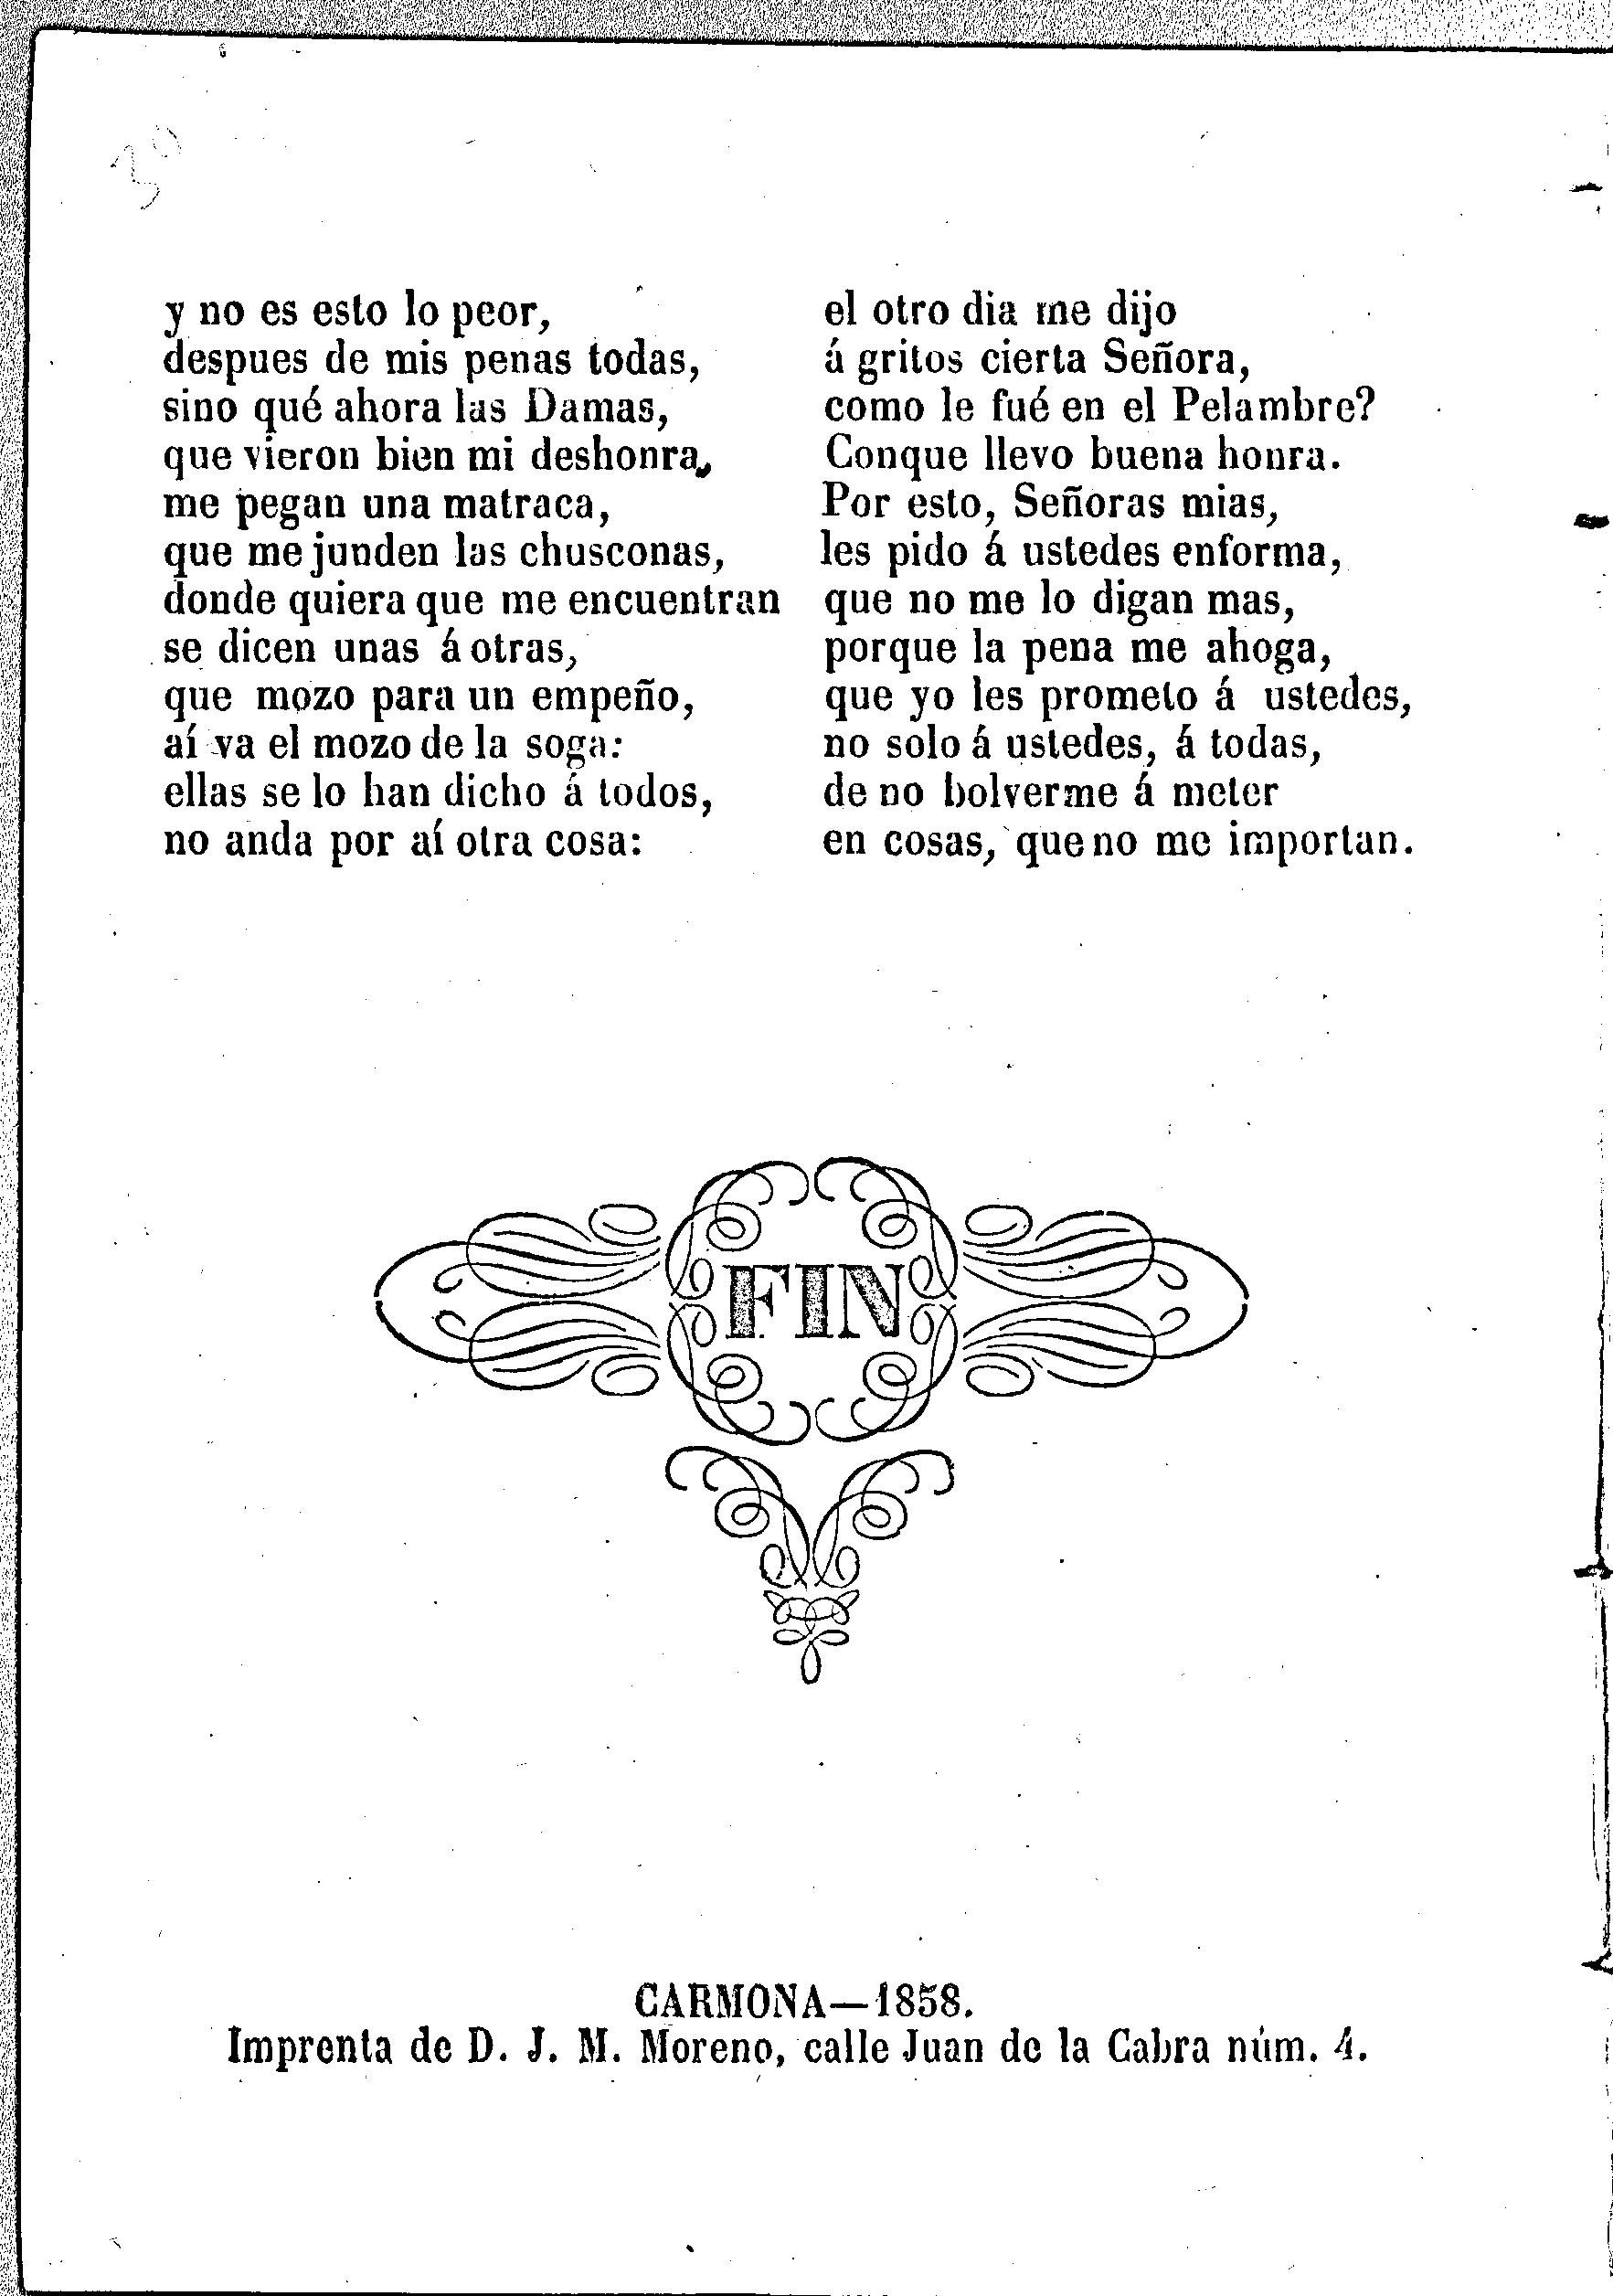 y no es esto lo peor,
despues de mis penas todas,
sino qué ahora las Damas,
que vieron bien mi deshonra,
me pegan una matraca,
que me junden las chusconas,
donde quiera que me encuentran
se dicen unas á otras,
que mozo para un empeño,
aí va el mozo de la soga:
ellas se lo han dicho á todos,
no anda por aí otra cosa:
el otro dia me dijo
á gritos cierta Señora,
como le fué en el Pelambre?
Conque llevo buena honra.
Por esto, Señoras mias,
les pido á ustedes enforma,
que no me lo digan mas,
porque la pena me ahoga,
que yo les prometo á ustedes,
no solo á ustedes, á todas,
de no bolverme á meter
en cosas, que no me importan.
FIN
CARMONA—1858.
Imprenta de D. J. M. Moreno, calle Juan de la Cabra núm. 4.